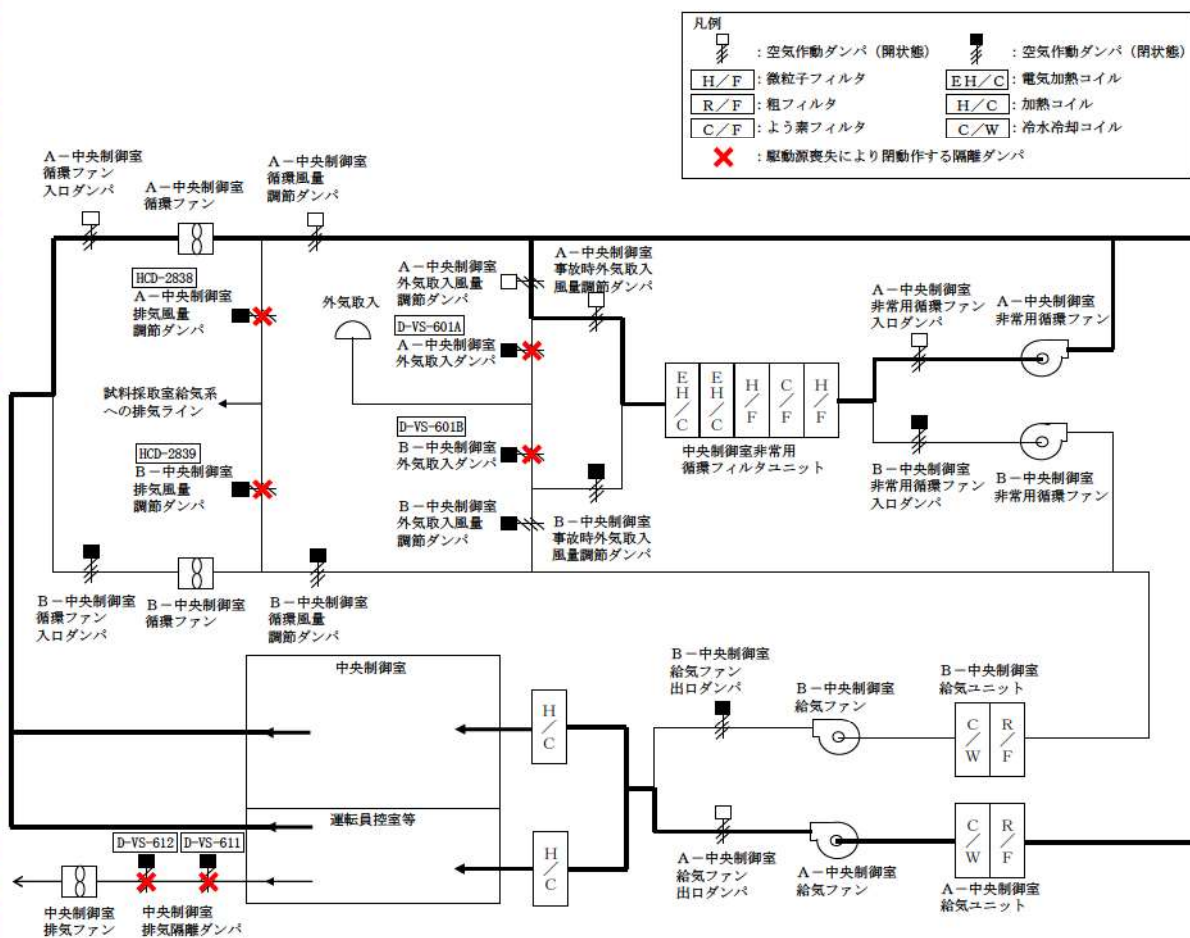 凡例
：空気作動ダンパ（開状態）
：空気作動ダンパ（閉状態）
H／F
：微粒子フィルタ
EH／C
：電気加熱コイル
R／F
：粗フィルタ
H／C
：加熱コイル
C／F
：よう素フィルタ
C／W
：冷水冷却コイル
：駆動源喪失により閉動作する隔離ダンパ
A－中央制御室
循環ファン
入口ダンパ
A－中央制御室
循環ファン
A－中央制御室
循環風量
調節ダンパ
HCD-2838
A－中央制御室
排気風量
調節ダンパ
外気取入
A－中央制御室
外気取入風量
調節ダンパ
A－中央制御室
事故時外気取入
風量調節ダンパ
D-VS-601A
A－中央制御室
外気取入ダンパ
A－中央制御室
非常用循環ファン
入口ダンパ
A－中央制御室
非常用循環ファン
試料採取室給気系
への排気ライン
EH／C
EH／C
H／F
C／F
H／F
中央制御室非常用
循環フィルタユニット
HCD-2839
B－中央制御室
排気風量
調節ダンパ
D-VS-601B
B－中央制御室
外気取入ダンパ
B－中央制御室
外気取入風量
調節ダンパ
B－中央制御室
事故時外気取入
風量調節ダンパ
B－中央制御室
非常用循環ファン
入口ダンパ
B－中央制御室
非常用循環ファン
B－中央制御室
循環ファン
入口ダンパ
B－中央制御室
循環ファン
B－中央制御室
循環風量
調節ダンパ
中央制御室
H／C
B－中央制御室
給気ファン
出口ダンパ
B－中央制御室
給気ファン
B－中央制御室
給気ユニット
C／W
R／F
運転員控室等
H／C
A－中央制御室
給気ファン
出口ダンパ
A－中央制御室
給気ファン
C／W
R／F
A－中央制御室
給気ユニット
D-VS-612
D-VS-611
中央制御室
排気ファン
中央制御室
排気隔離ダンパ